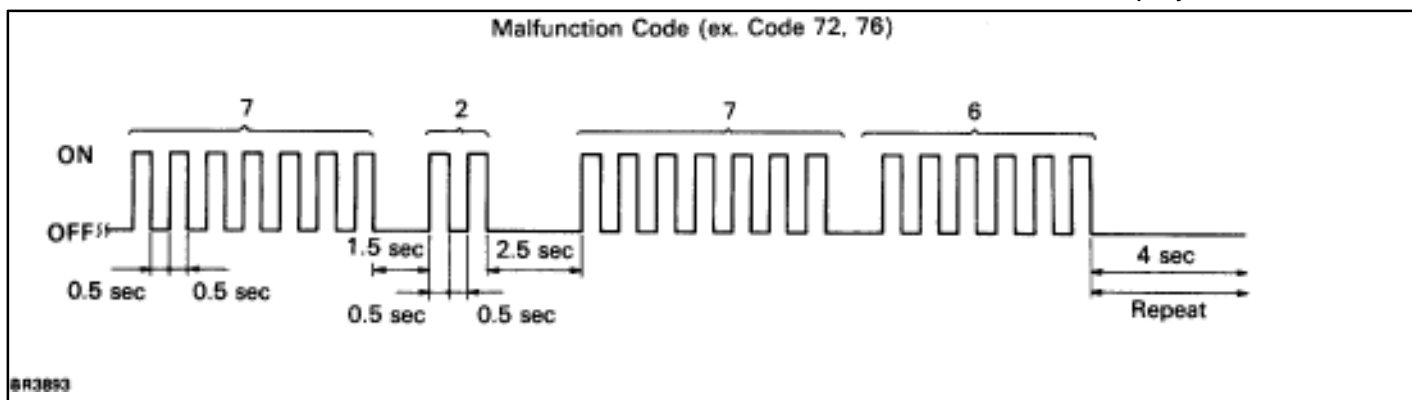 Malfunction Code (ex. Code 72, 76)
7 2 7 6
ON
OFF
1.5 sec 2.5 sec 4 sec
0.5 sec 0.5 sec 0.5 sec 0.5 sec Repeat
BR3893